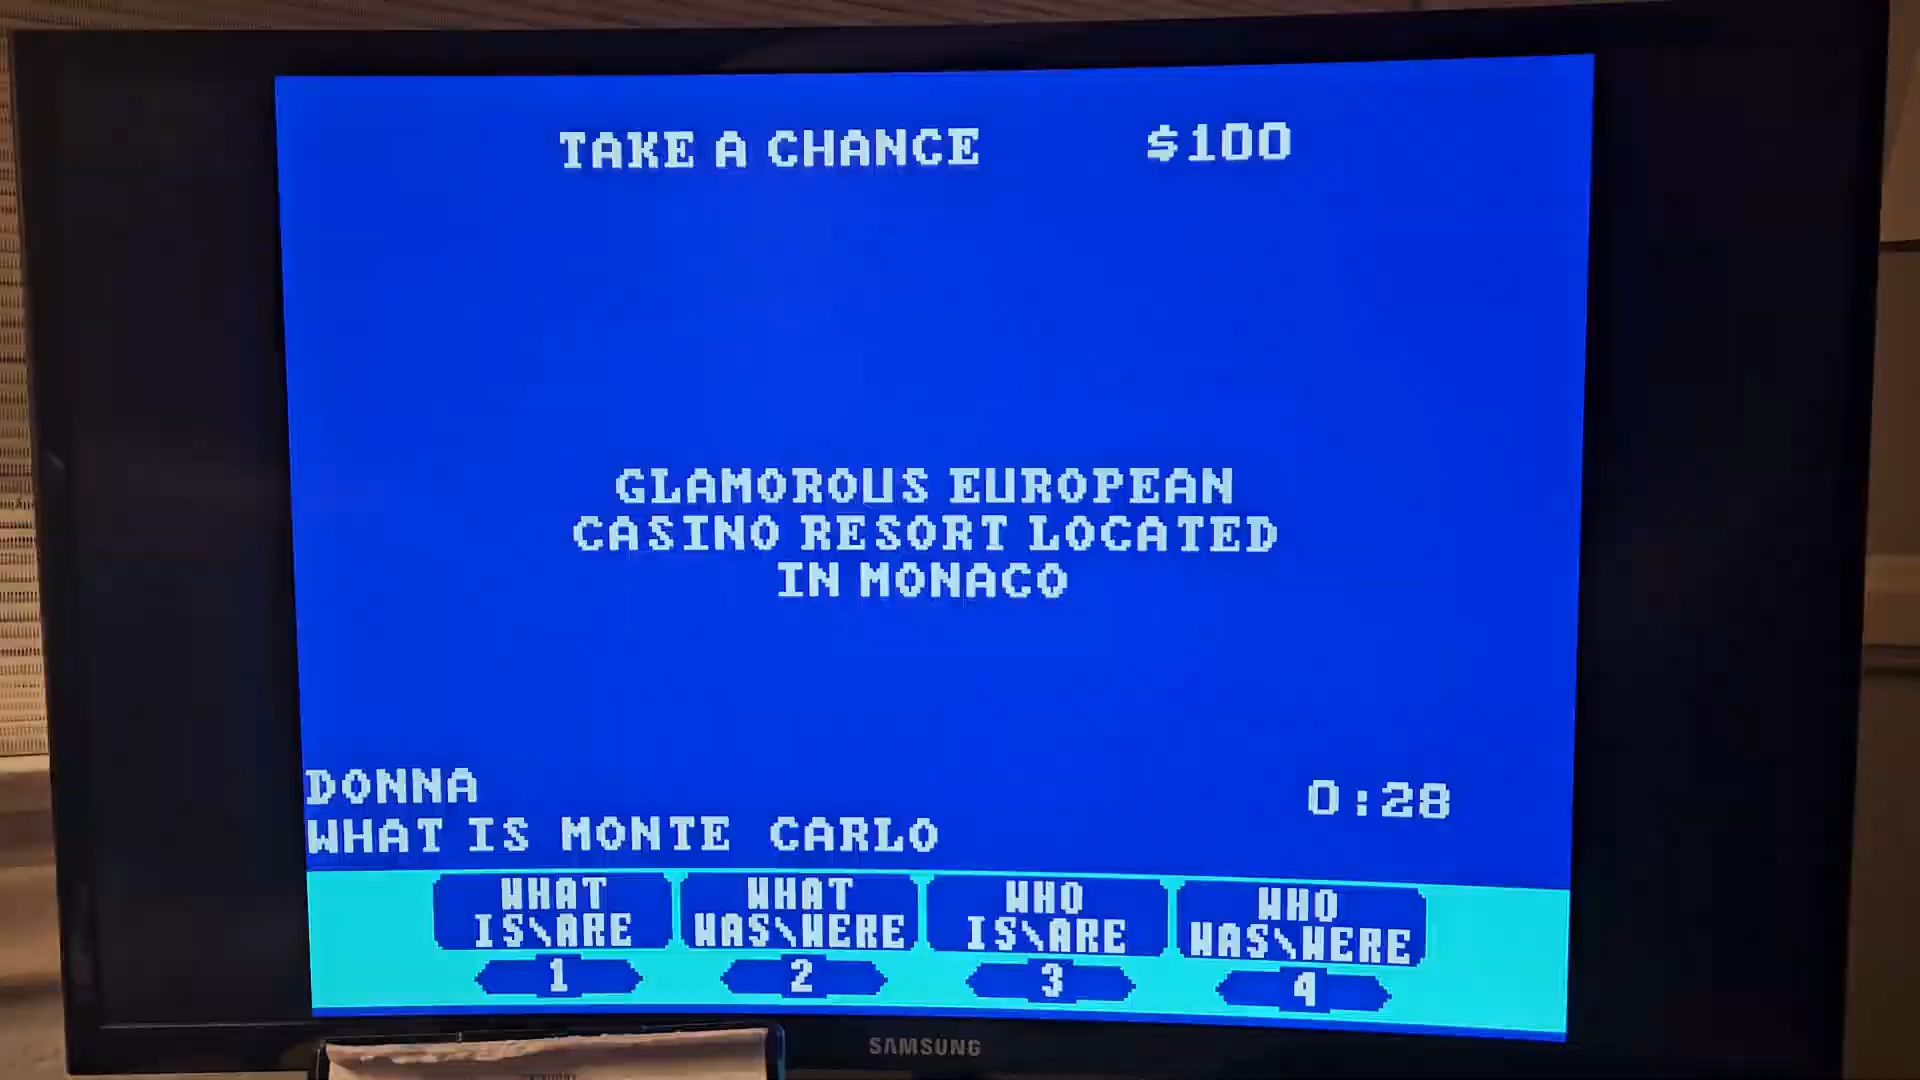 TAKE A CHANCE $100
GLAMOROUS EUROPEAN
CASINO RESORT LOCATED
IN MONACO
DONNA
0:28
WHAT IS MONTE CARLO
WHAT IS\ARE
WHAT WAS\WERE
WHO IS\ARE
WHO WAS\WERE
1 2 3 4
SAMSUNG